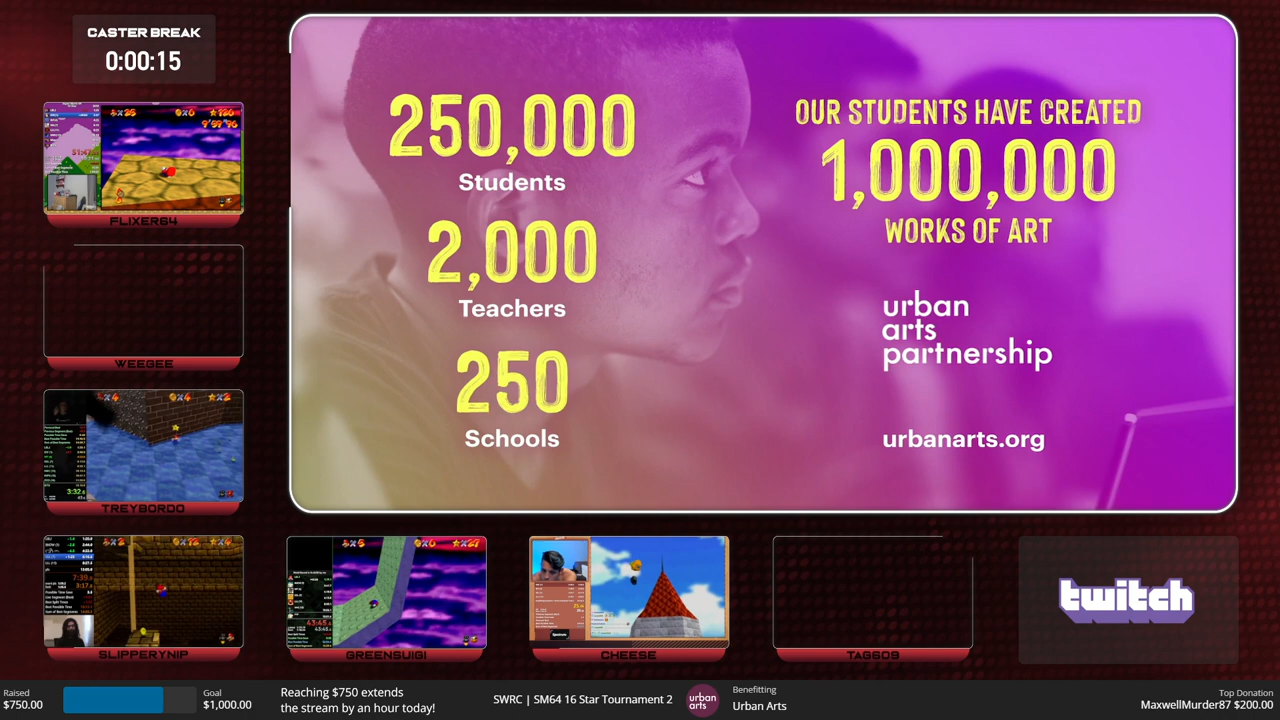 CASTER BREAK
0:00:15
FLIXER64
WEEGEE
TREYBORDO
SLIPPERYNIP
GREENSUIGI
CHEESE
TAG609
250,000
Students
2,000
Teachers
250
Schools
OUR STUDENTS HAVE CREATED
1,000,000
WORKS OF ART
urban
arts
partnership
urbanarts.org
twitch
Raised
$750.00
Goal
$1,000.00
Reaching $750 extends
the stream by an hour today!
SWRC | SM64 16 Star Tournament 2
urban
arts
Benefitting
Urban Arts
Top Donation
MaxwellMurder87 $200.00